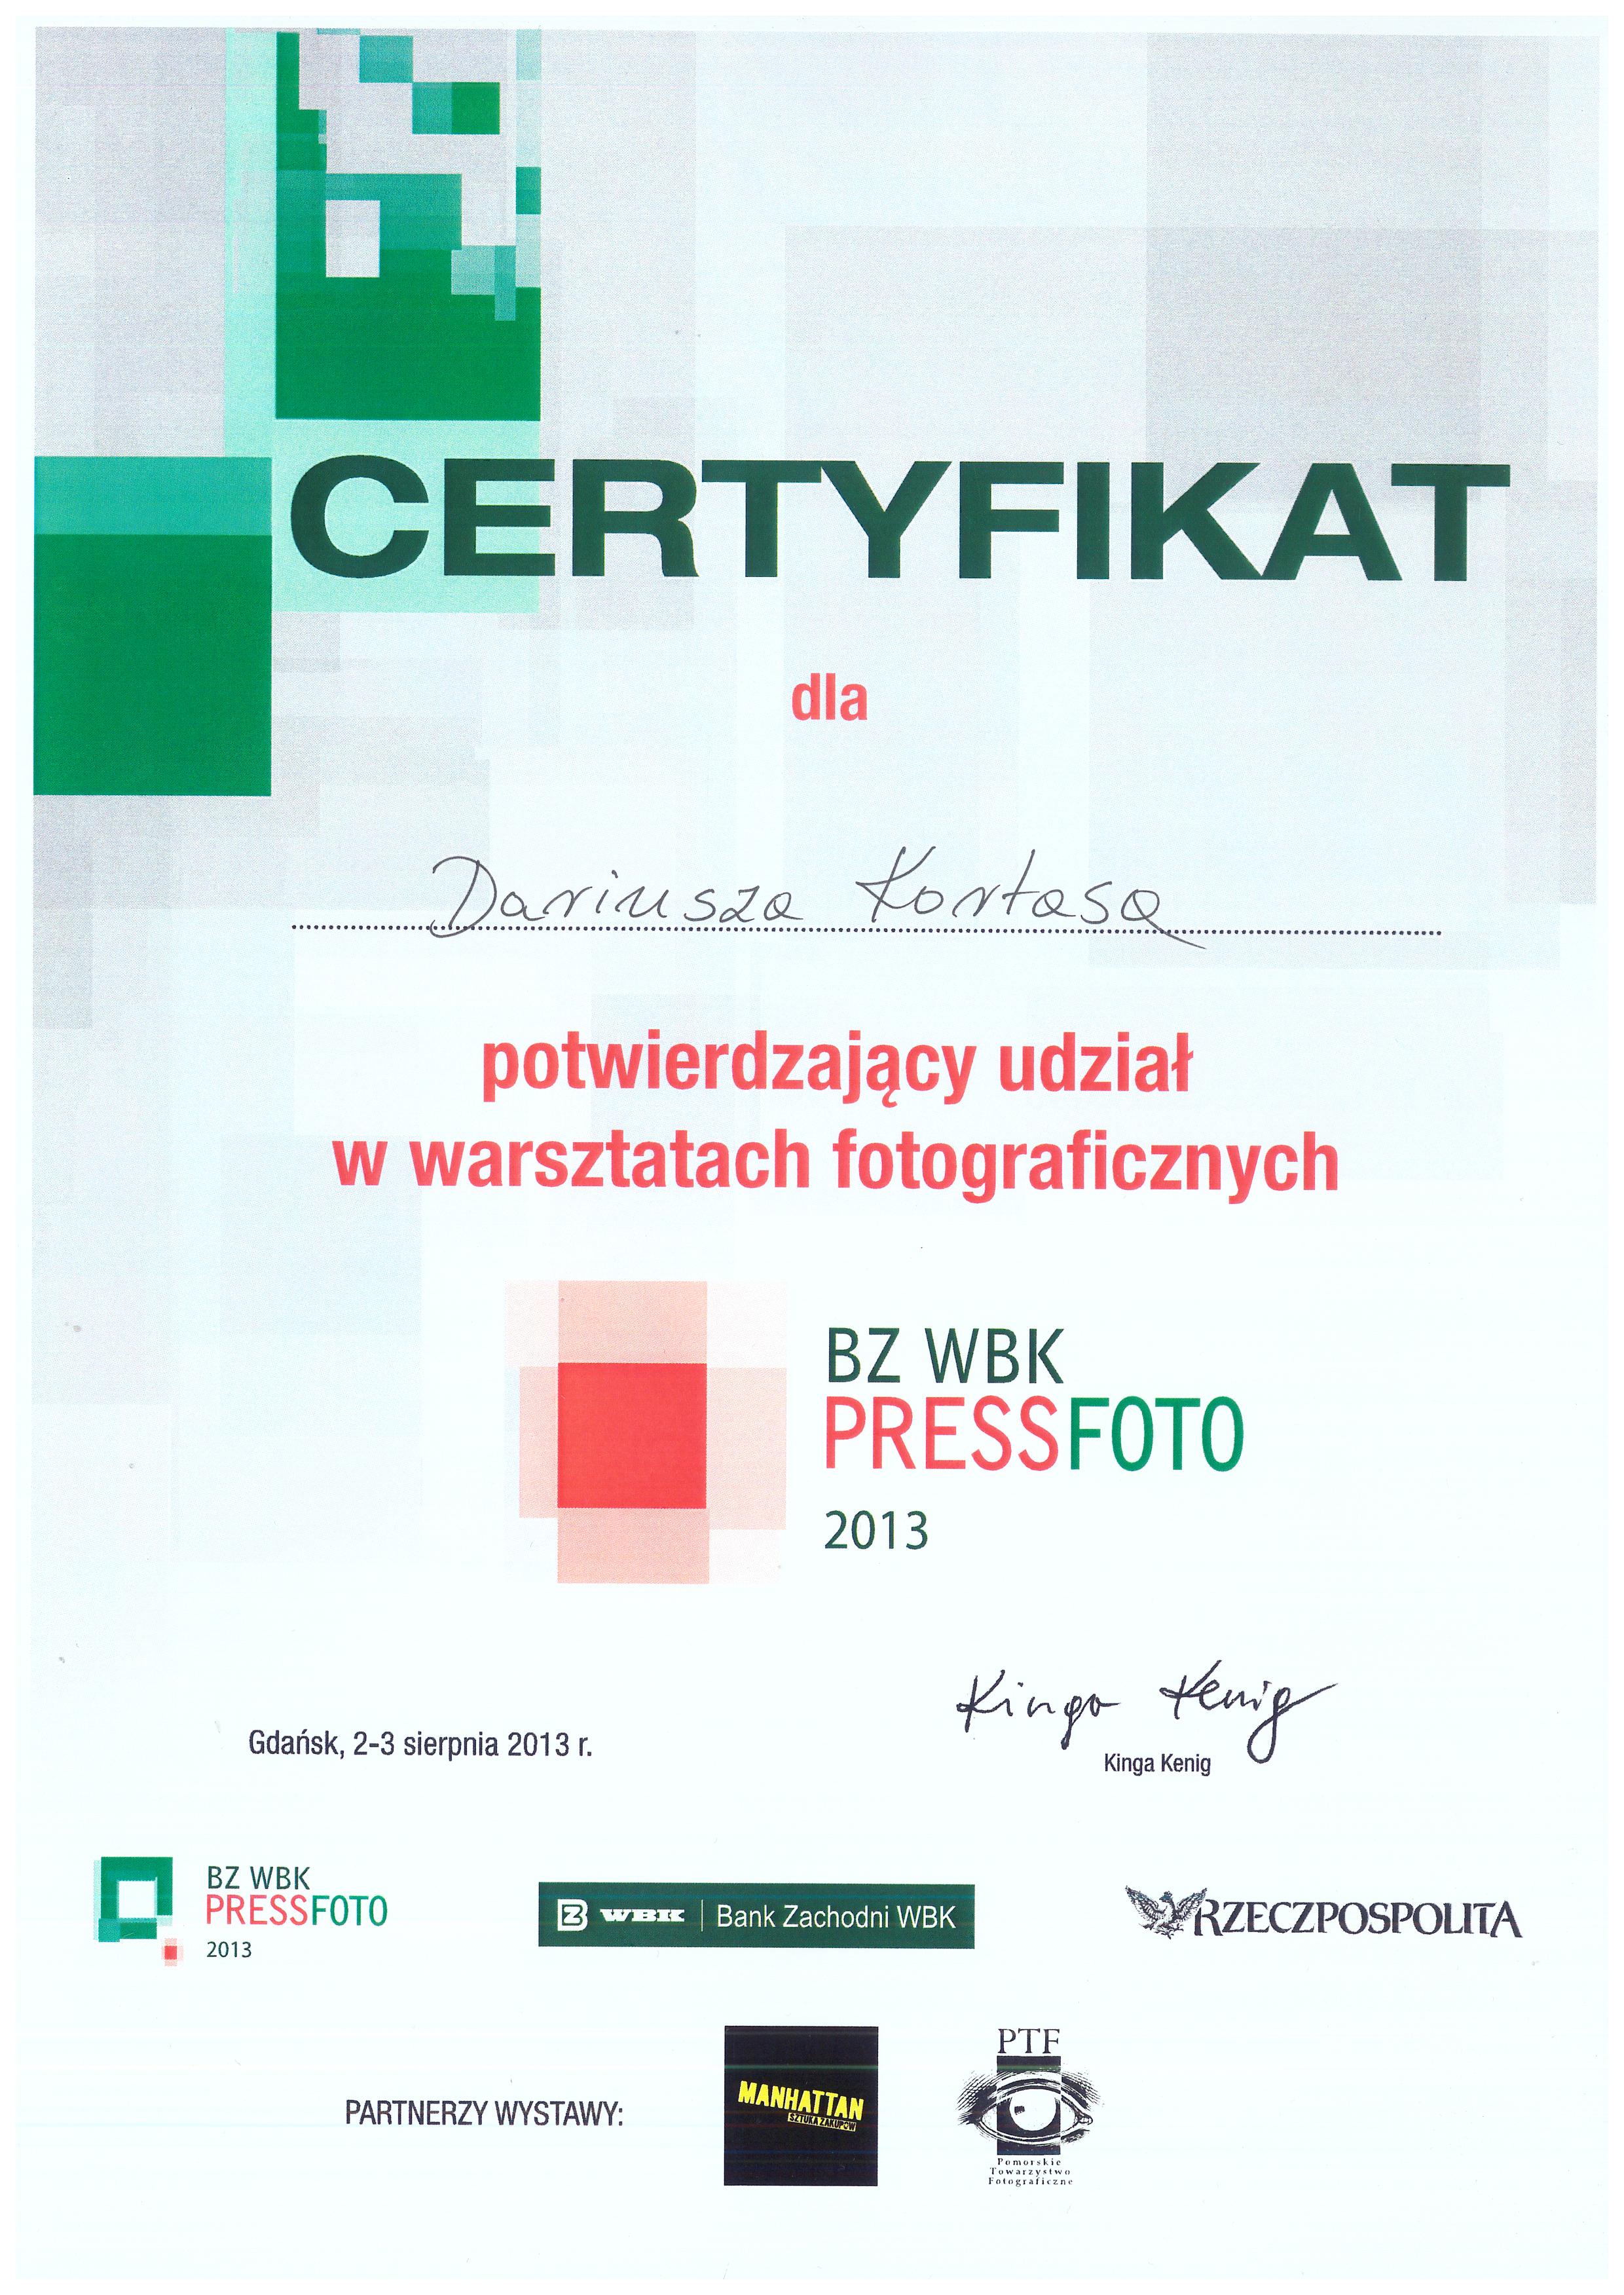 CERTYFIKAT
dla
Dariusza Kortasa
potwierdzający udział
w warsztatach fotograficznych
BZ WBK
PRESSFOTO
2013
Kinga Kenig
Gdańsk, 2-3 sierpnia 2013 r.
Kinga Kenig
BZ WBK
PRESSFOTO
2013
WBK | Bank Zachodni WBK
RZECZPOSPOLITA
PARTNERZY WYSTAWY:
MANHATTAN
SZTUKA ZAKUPÓW
PTF
Pomorskie
Towarzystwo
Fotograficzne